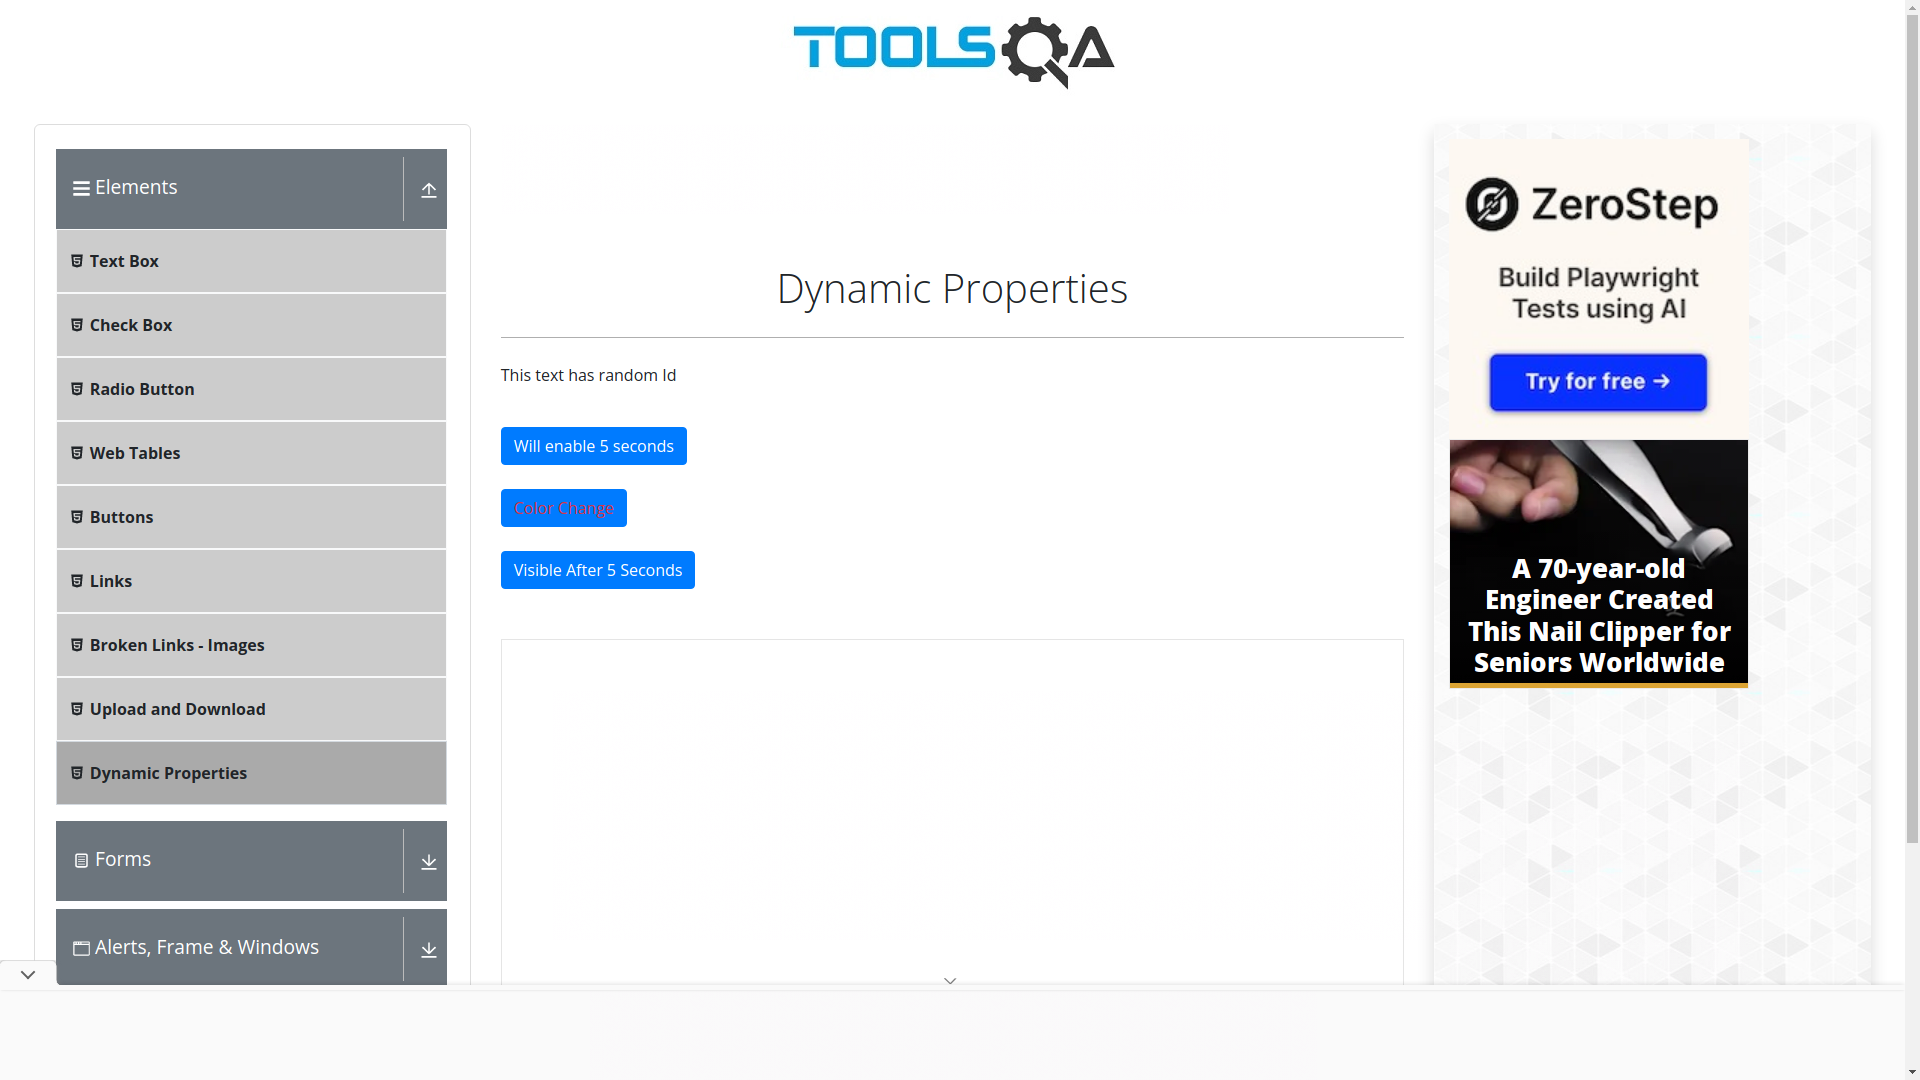 TOOLSQA
Elements
Text Box
Check Box
Radio Button
Web Tables
Buttons
Links
Broken Links - Images
Upload and Download
Dynamic Properties
Forms
Alerts, Frame & Windows
Dynamic Properties
This text has random Id
Will enable 5 seconds
Color Change
Visible After 5 Seconds
ZeroStep
Build Playwright
Tests using AI
Try for free →
A 70-year-old
Engineer Created
This Nail Clipper for
Seniors Worldwide